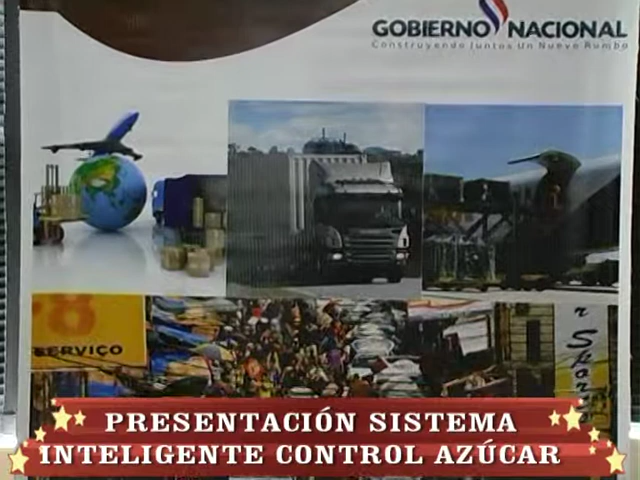 GOBIERNO NACIONAL
Construyendo Juntos Un Nuevo Rumbo
SERVIÇO
PRESENTACIÓN SISTEMA
INTELIGENTE CONTROL AZÚCAR